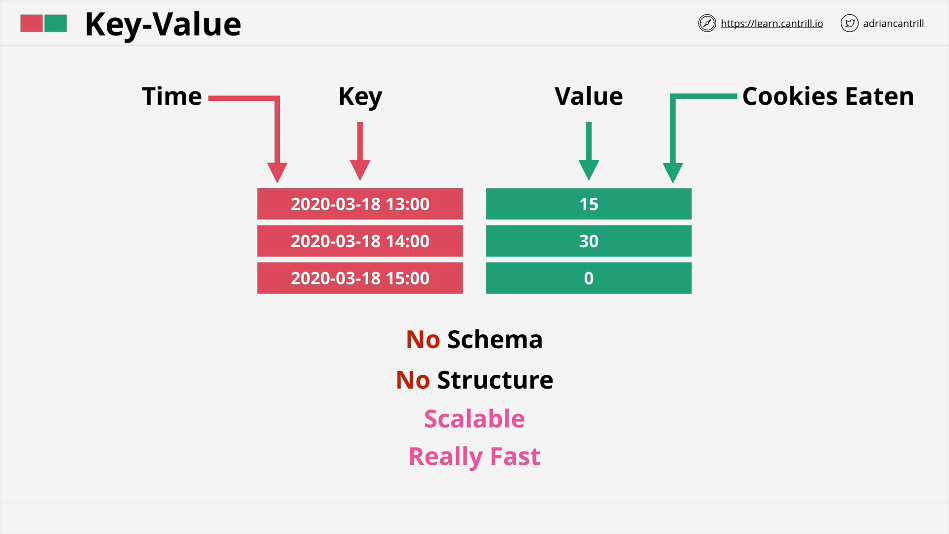 Key-Value
https://learn.cantrill.io
adriancantrill
Time
Key
Value
Cookies Eaten
2020-03-18 13:00
15
2020-03-18 14:00
30
2020-03-18 15:00
0
No Schema
No Structure
Scalable
Really Fast